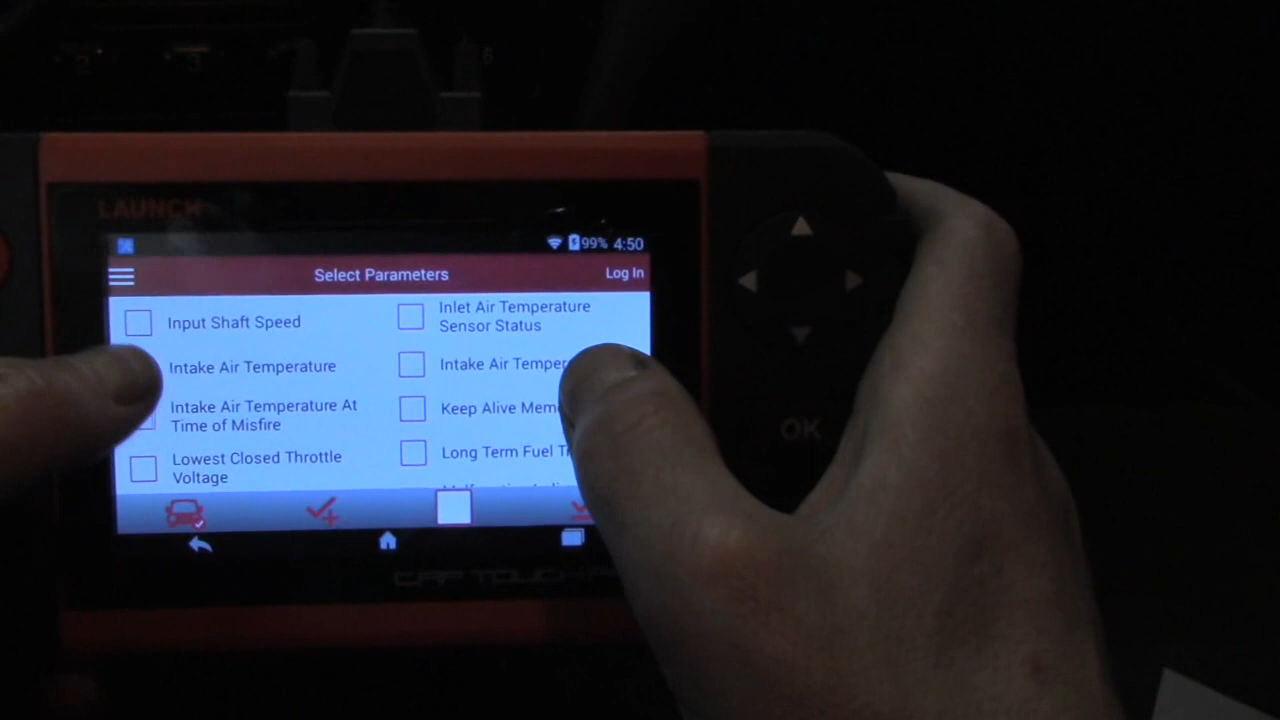 LAUNCH
99% 4:50
Select Parameters
Log In
Input Shaft Speed
Inlet Air Temperature
Sensor Status
Intake Air Temperature
Intake Air Temper
Intake Air Temperature At
Time of Misfire
Keep Alive Mem
Lowest Closed Throttle
Voltage
Long Term Fuel T
OK